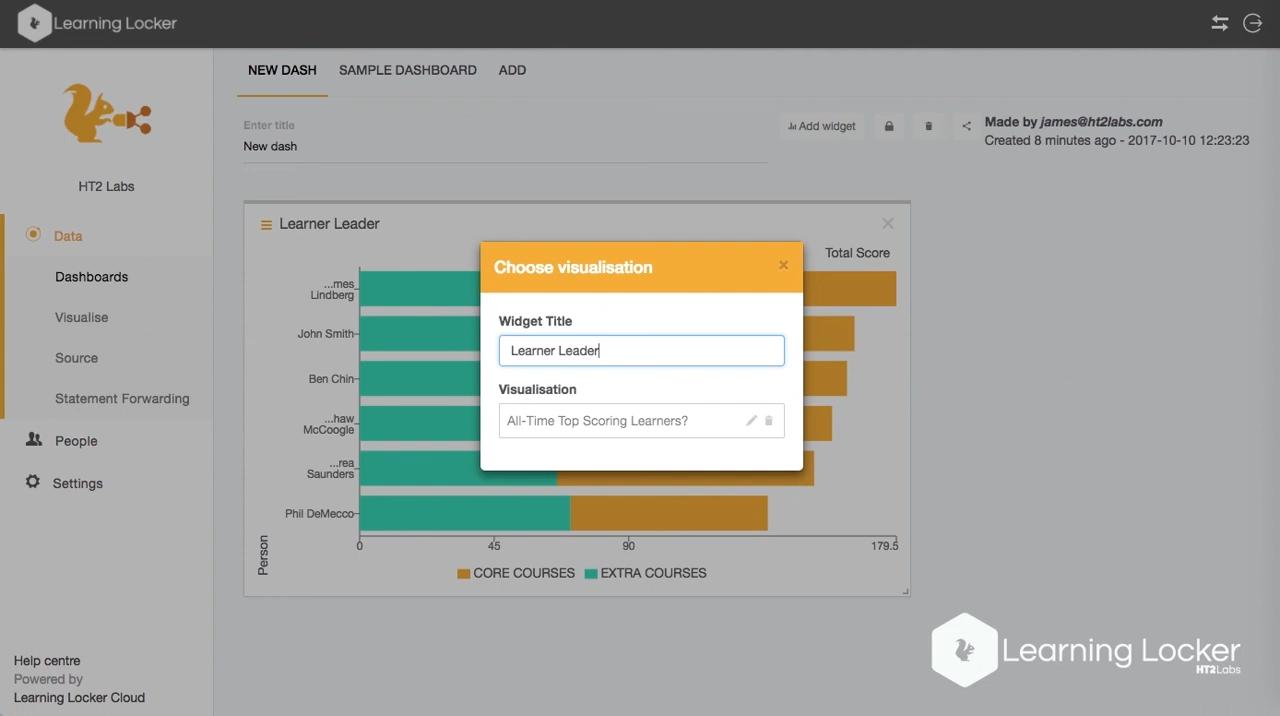 Learning Locker
HT2 Labs
Data
Dashboards
Visualise
Source
Statement Forwarding
People
Settings
Help centre
Powered by
Learning Locker Cloud
NEW DASH SAMPLE DASHBOARD ADD
Enter title
New dash
Add widget
Made by james@ht2labs.com
Created 8 minutes ago - 2017-10-10 12:23:23
Learner Leader
Total Score
...mes
Lindberg
John Smith
Ben Chin
...haw
McCoogle
...rea
Saunders
Phil DeMecco
Person
0 45 90 179.5
CORE COURSES EXTRA COURSES
Choose visualisation
Widget Title
Learner Leader
Visualisation
All-Time Top Scoring Learners?
Learning Locker
HT2Labs